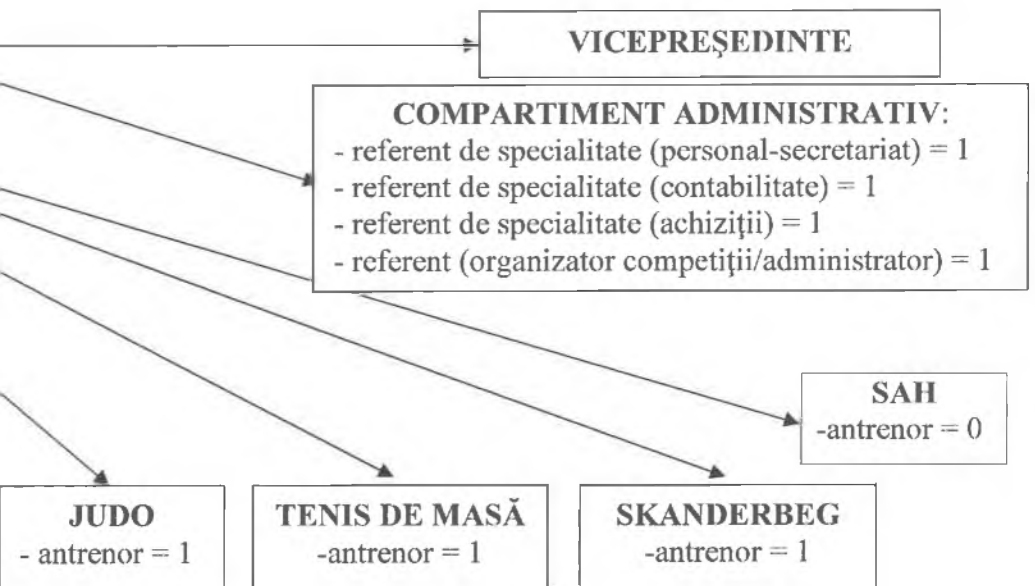 VICEPREŞEDINTE
COMPARTIMENT ADMINISTRATIV:
- referent de specialitate (personal-secretariat) = 1
- referent de specialitate (contabilitate) = 1
- referent de specialitate (achiziţii) = 1
- referent (organizator competiţii/administrator) = 1
SAH
-antrenor = 0
JUDO
- antrenor = 1
TENIS DE MASĂ
-antrenor = 1
SKANDERBEG
-antrenor = 1